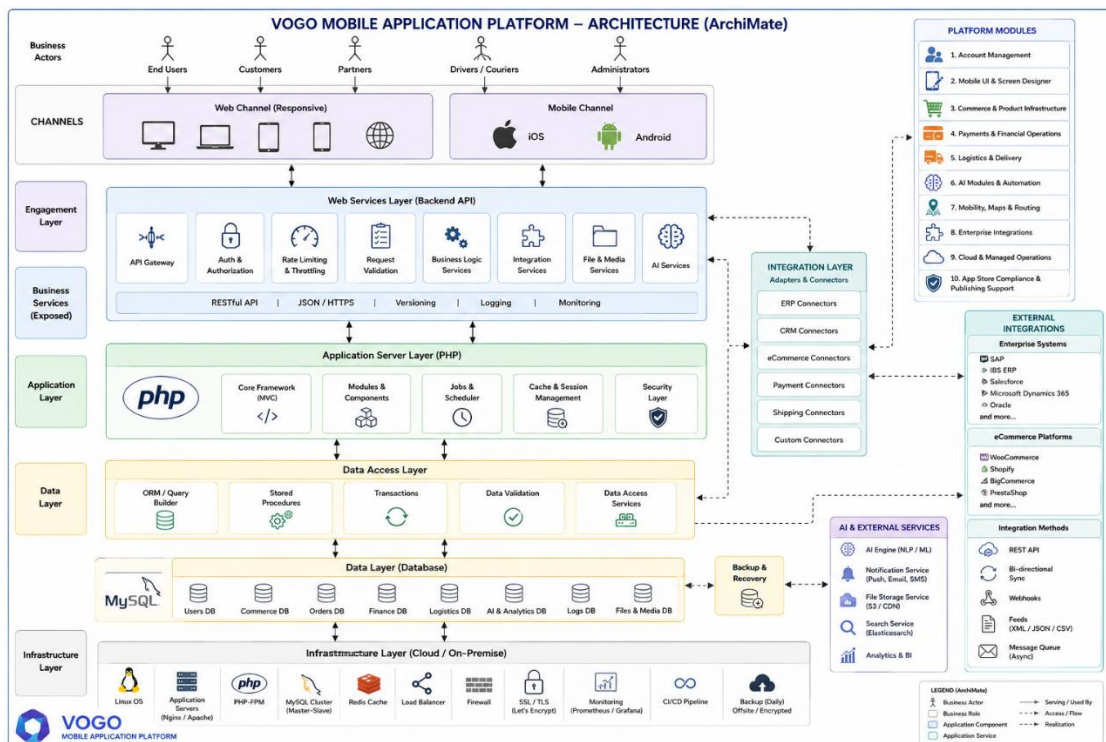 VOGO MOBILE APPLICATION PLATFORM – ARCHITECTURE (ArchiMate)
Business
Actors
End Users
Customers
Partners
Drivers / Couriers
Administrators
CHANNELS
Web Channel (Responsive)
Mobile Channel
iOS
Android
Engagement
Layer
Business
Services
(Exposed)
Web Services Layer (Backend API)
API Gateway
Auth &
Authorization
Rate Limiting
& Throttling
Request
Validation
Business Logic
Services
Integration
Services
File & Media
Services
AI Services
RESTful API | JSON / HTTPS | Versioning | Logging | Monitoring
Application
Layer
Application Server Layer (PHP)
php
Core Framework
(MVC)
</>
Modules &
Components
Jobs &
Scheduler
Cache & Session
Management
Security
Layer
Data
Layer
Data Access Layer
ORM / Query
Builder
Stored
Procedures
Transactions
Data Validation
Data Access
Services
Data Layer (Database)
MySQL
Users DB
Commerce DB
Orders DB
Finance DB
Logistics DB
AI & Analytics DB
Logs DB
Files & Media DB
Backup &
Recovery
Infrastructure
Layer
Infrastructure Layer (Cloud / On-Premise)
Linux OS
Application
Servers
(Nginx / Apache)
php
PHP-FPM
MySQL Cluster
(Master-Slave)
Redis Cache
Load Balancer
Firewall
SSL / TLS
(Let's Encrypt)
Monitoring
(Prometheus / Grafana)
CI/CD Pipeline
Backup (Daily)
Offsite / Encrypted
VOGO
MOBILE APPLICATION PLATFORM
INTEGRATION LAYER
Adapters & Connectors
ERP Connectors
CRM Connectors
eCommerce Connectors
Payment Connectors
Shipping Connectors
Custom Connectors
AI & EXTERNAL SERVICES
AI Engine (NLP / ML)
Notification Service
(Push, Email, SMS)
File Storage Service
(S3 / CDN)
Search Service
(Elasticsearch)
Analytics & BI
PLATFORM MODULES
1. Account Management
2. Mobile UI & Screen Designer
3. Commerce & Product Infrastructure
4. Payments & Financial Operations
5. Logistics & Delivery
6. AI Modules & Automation
7. Mobility, Maps & Routing
8. Enterprise Integrations
9. Cloud & Managed Operations
10. App Store Compliance &
Publishing Support
EXTERNAL
INTEGRATIONS
Enterprise Systems
SAP
IBS ERP
Salesforce
Microsoft Dynamics 365
Oracle
and more...
eCommerce Platforms
WooCommerce
Shopify
BigCommerce
PrestaShop
and more...
Integration Methods
REST API
Bi-directional
Sync
Webhooks
Feeds
(XML / JSON / CSV)
Message Queue
(Async)
LEGEND (ArchiMate)
Business Actor
Business Role
Application Component
Application Service
Serving / Used By
Access / Flow
Realization